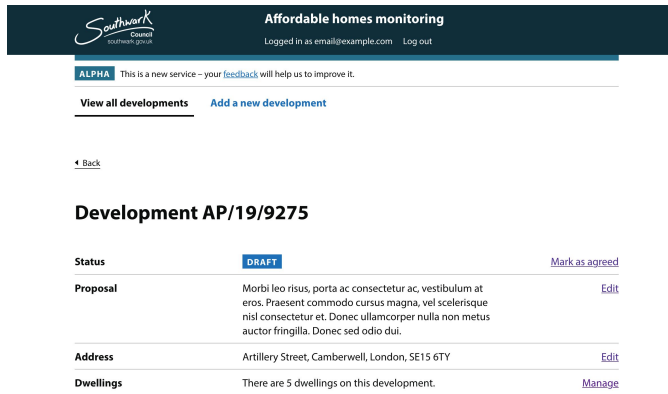 Southwark
Council
southwark.gov.uk
Affordable homes monitoring
Logged in as email@example.com Log out
ALPHA This is a new service – your feedback will help us to improve it.
View all developments Add a new development
Back
Development AP/19/9275
Status DRAFT Mark as agreed
Proposal Morbi leo risus, porta ac consectetur ac, vestibulum at Edit
eros. Praesent commodo cursus magna, vel scelerisque
nisl consectetur et. Donec ullamcorper nulla non metus
auctor fringilla. Donec sed odio dui.
Address Artillery Street, Camberwell, London, SE15 6TY Edit
Dwellings There are 5 dwellings on this development. Manage